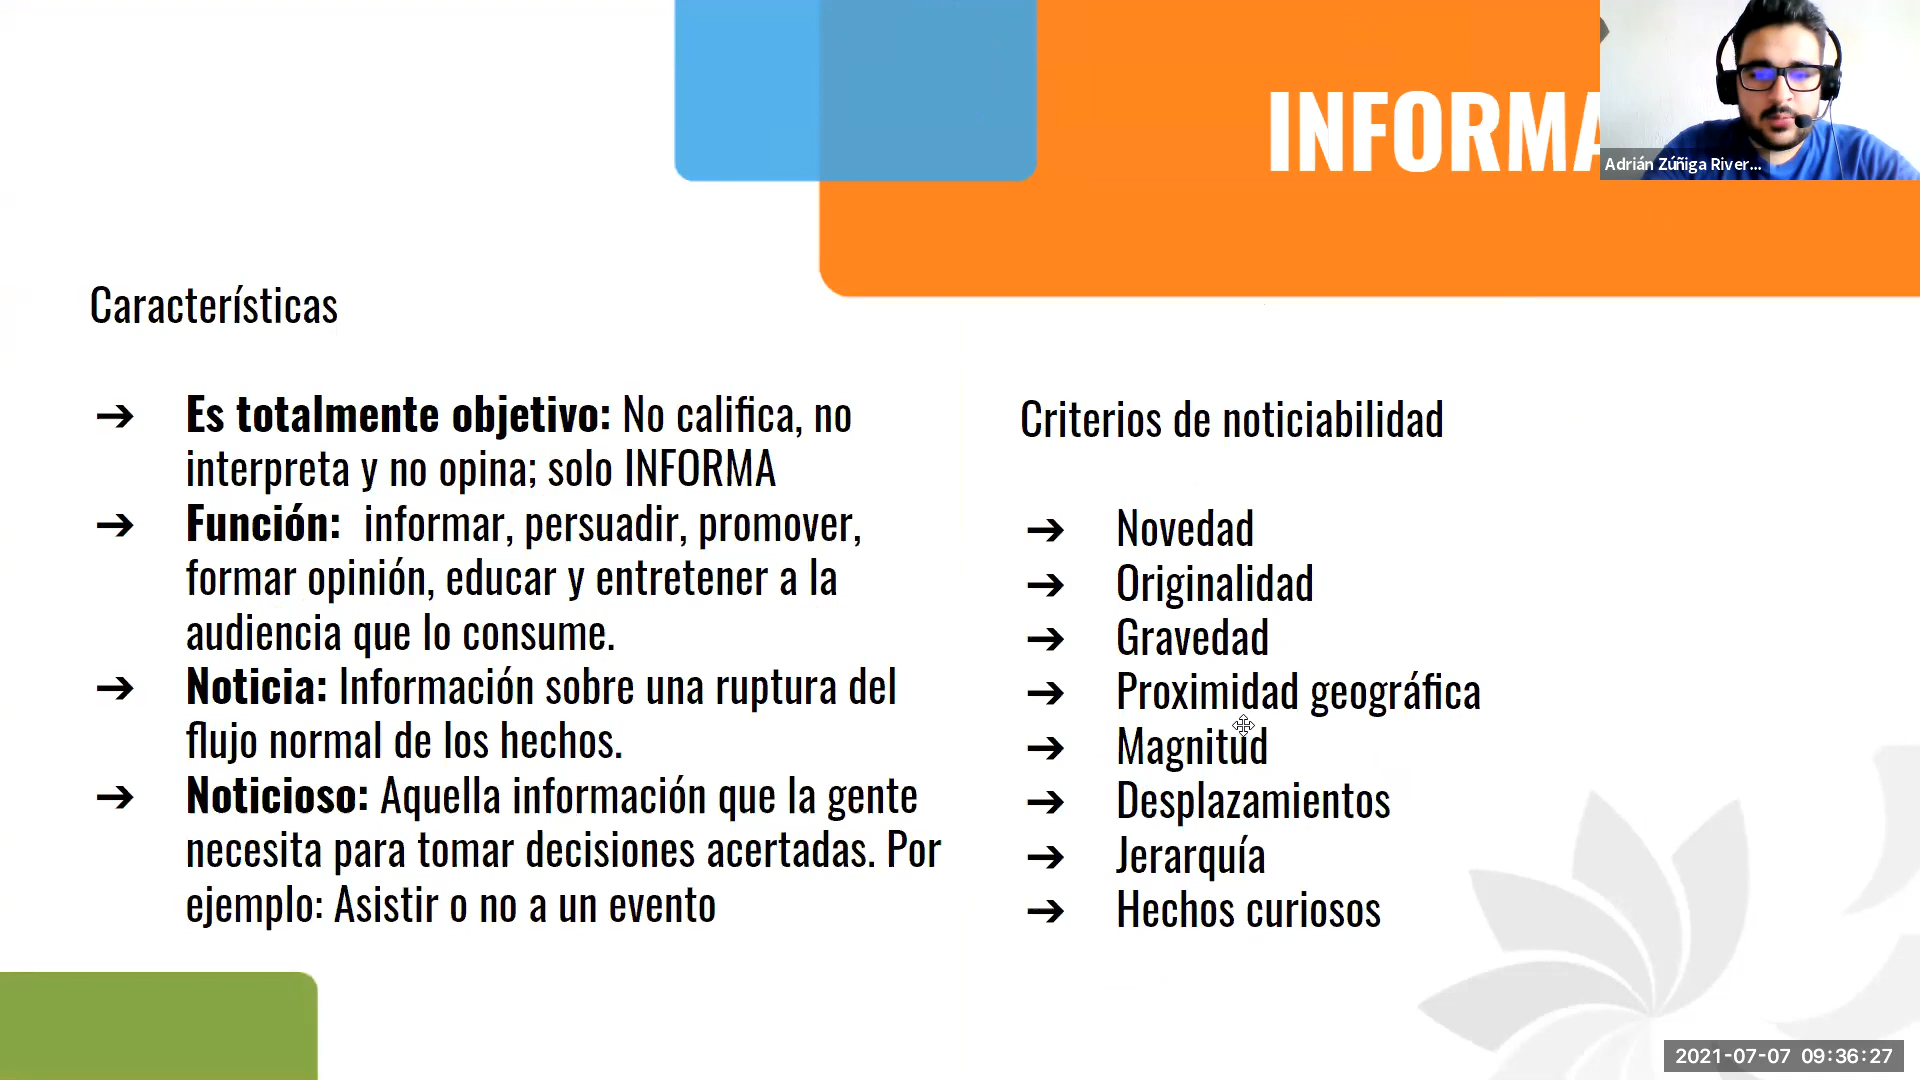 INFORMA
Adrián Zúñiga River...
Características
➔ Es totalmente objetivo: No califica, no
interpreta y no opina; solo INFORMA
➔ Función: informar, persuadir, promover,
formar opinión, educar y entretener a la
audiencia que lo consume.
➔ Noticia: Información sobre una ruptura del
flujo normal de los hechos.
➔ Noticioso: Aquella información que la gente
necesita para tomar decisiones acertadas. Por
ejemplo: Asistir o no a un evento
Criterios de noticiabilidad
➔ Novedad
➔ Originalidad
➔ Gravedad
➔ Proximidad geográfica
➔ Magnitud
➔ Desplazamientos
➔ Jerarquía
➔ Hechos curiosos
2021-07-07 09:36:27